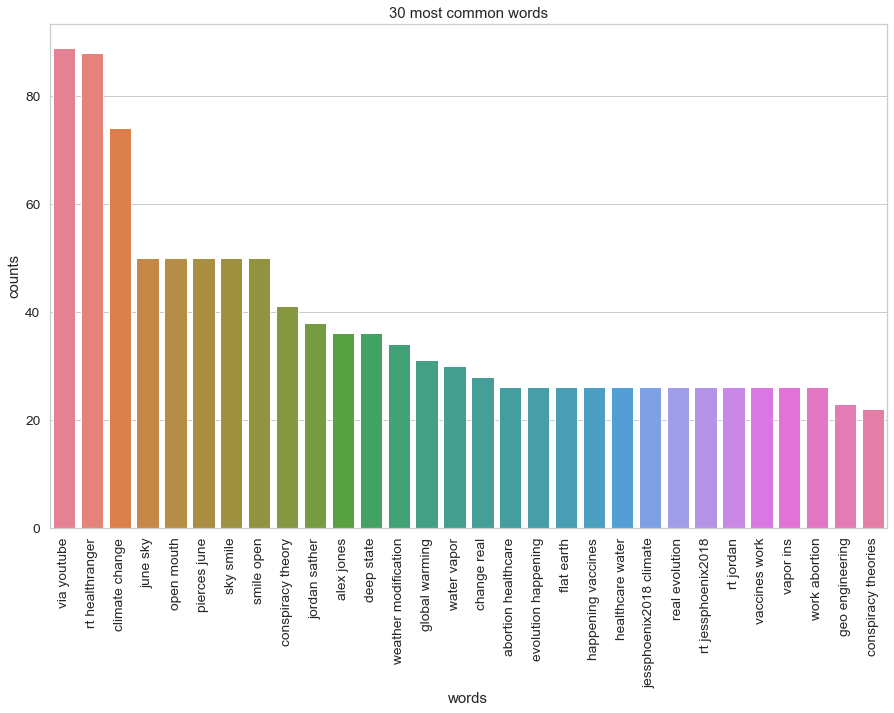 30 most common words
counts
80
60
40
20
0
via youtube
rt healthranger
climate change
june sky
open mouth
pierces june
sky smile
smile open
conspiracy theory
jordan sather
alex jones
deep state
weather modification
global warming
water vapor
change real
abortion healthcare
evolution happening
flat earth
happening vaccines
healthcare water
jessphoenix2018 climate
real evolution
rt jessphoenix2018
rt jordan
vaccines work
vapor ins
work abortion
geo engineering
conspiracy theories
words